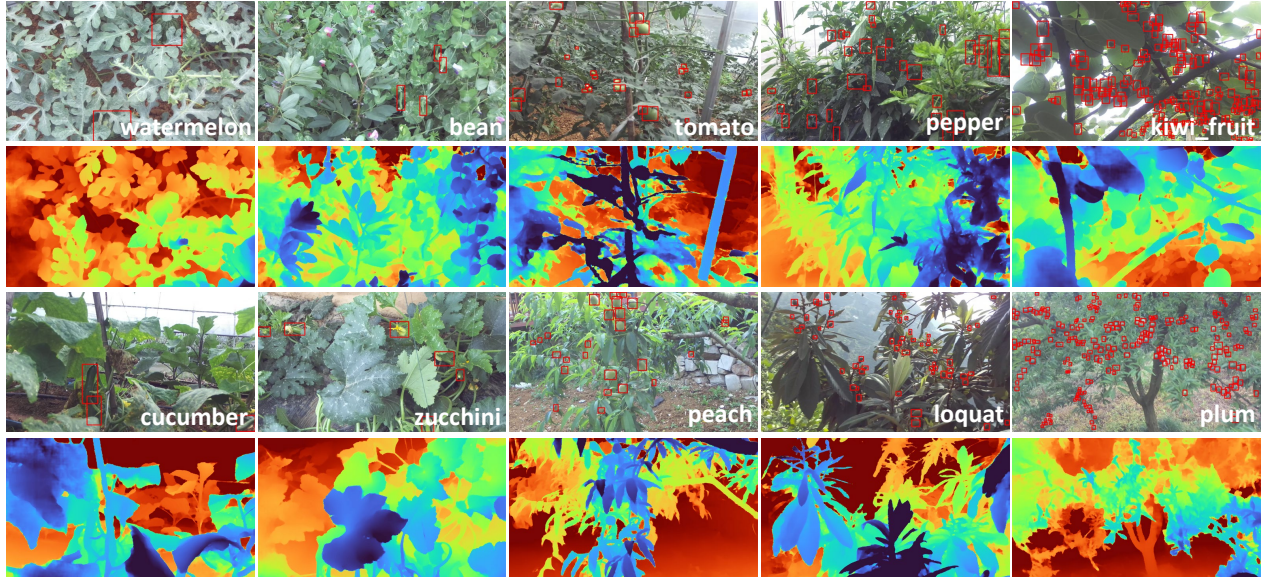 watermelon
bean
tomato
pepper
kiwi_fruit
cucumber
zucchini
peach
loquat
plum